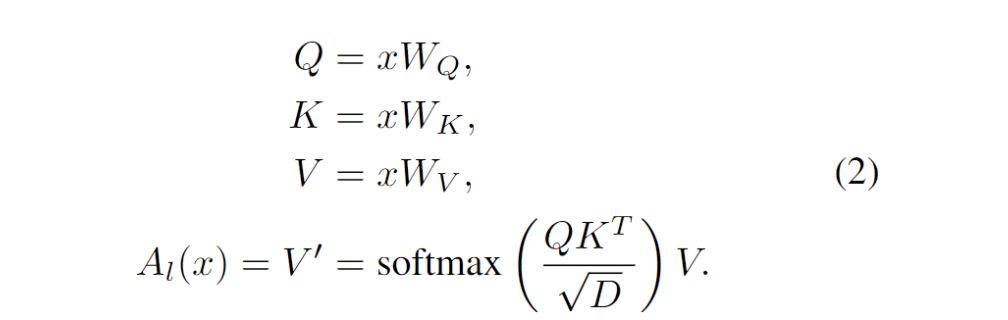 Q = xW_Q,
K = xW_K,
V = xW_V, (2)
A_l(x) = V′ = softmax(QK^T / √D) V.